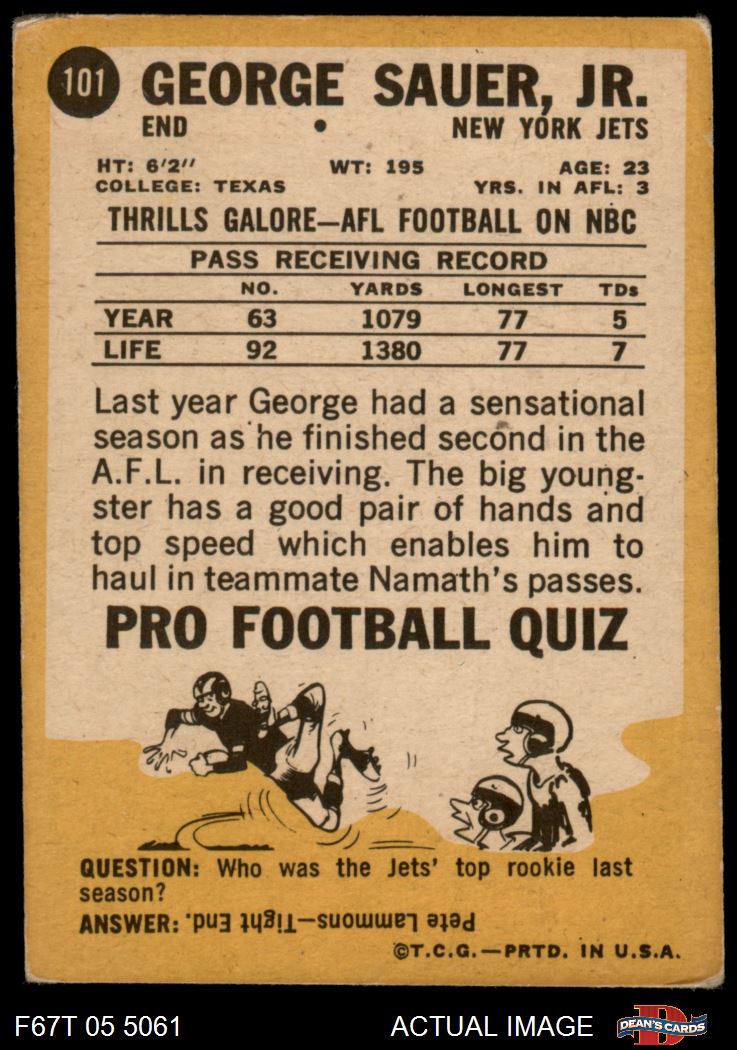 101 GEORGE SAUER, JR.
END • NEW YORK JETS
HT: 6'2" WT: 195 AGE: 23
COLLEGE: TEXAS YRS. IN AFL: 3
THRILLS GALORE—AFL FOOTBALL ON NBC
PASS RECEIVING RECORD
NO. YARDS LONGEST TDs
YEAR 63 1079 77 5
LIFE 92 1380 77 7
Last year George had a sensational
season as he finished second in the
A.F.L. in receiving. The big young-
ster has a good pair of hands and
top speed which enables him to
haul in teammate Namath's passes.
PRO FOOTBALL QUIZ
QUESTION: Who was the Jets' top rookie last
season?
ANSWER: Pete Lammons—Tight End.
©T.C.G.—PRTD. IN U.S.A.
F67T 05 5061 ACTUAL IMAGE D DEAN'S CARDS